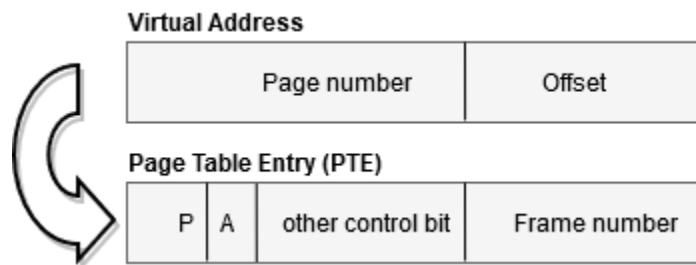 Virtual Address
Page number Offset
Page Table Entry (PTE)
P A other control bit Frame number